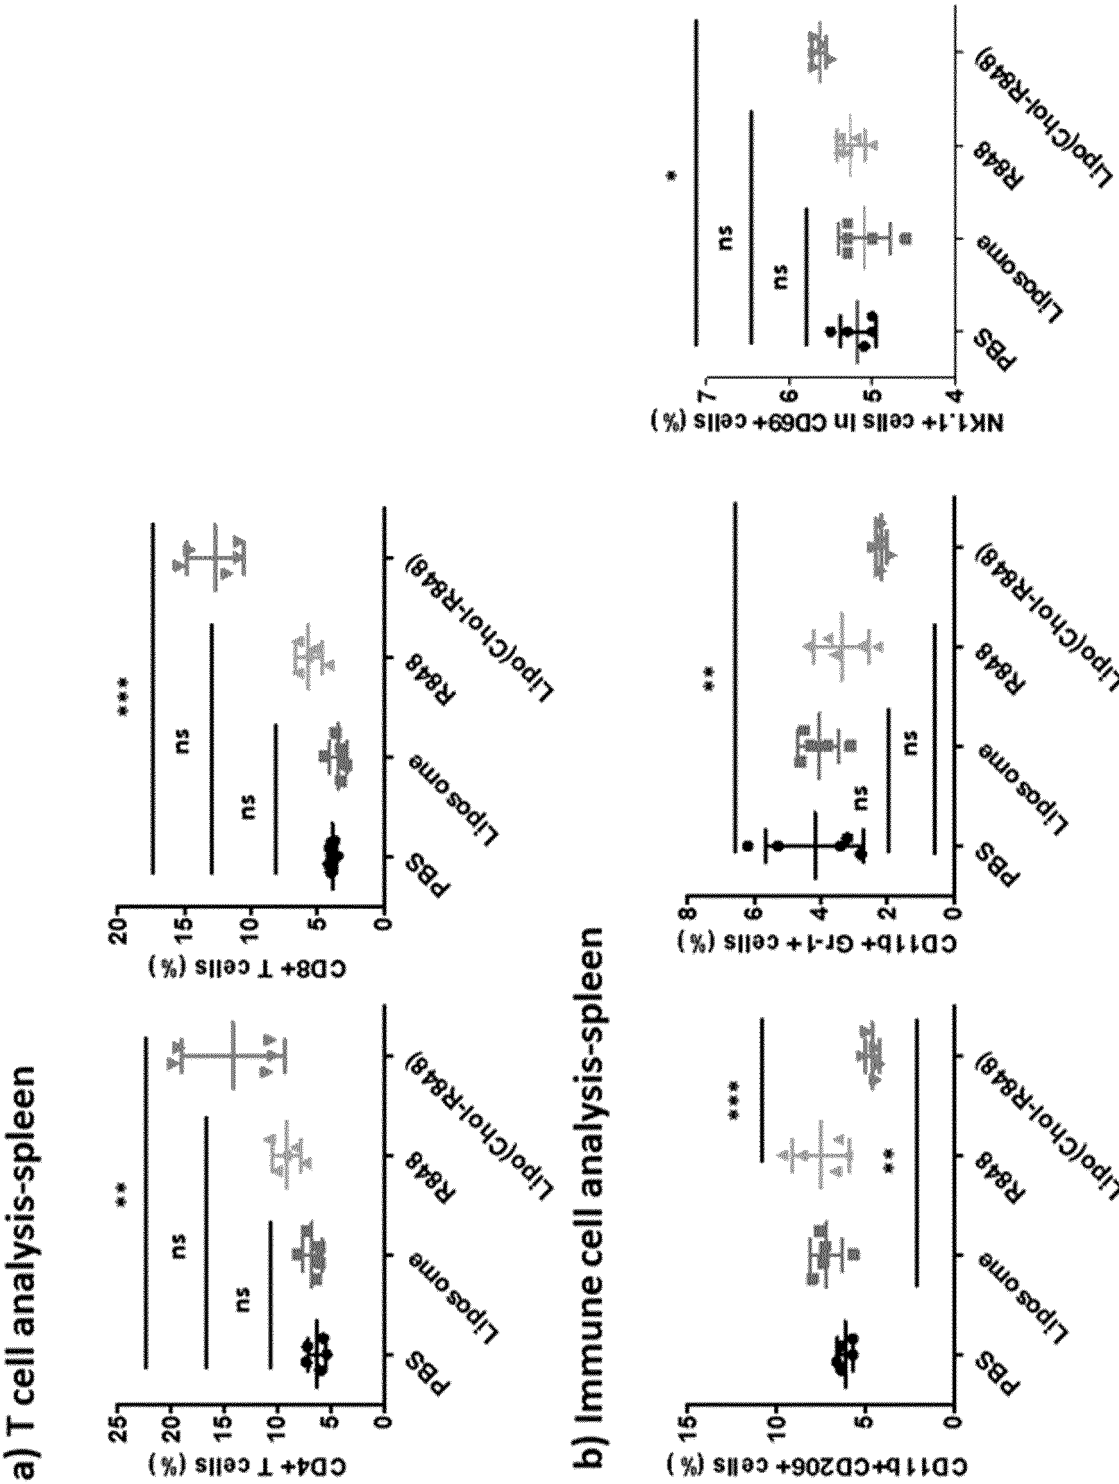 a) T cell analysis-spleen
CD4+ T cells (%)
25
20
15
10
5
0
**
ns
ns
PBS
Liposome
R848
Lipo(Chol-R848)
CD8+ T cells (%)
20
15
10
5
0
***
ns
ns
PBS
Liposome
R848
Lipo(Chol-R848)
b) Immune cell analysis-spleen
CD11b+CD206+ cells (%)
15
10
5
0
***
**
PBS
Liposome
R848
Lipo(Chol-R848)
CD11b+ Gr-1+ cells (%)
8
6
4
2
0
**
ns
ns
PBS
Liposome
R848
Lipo(Chol-R848)
NK1.1+ cells in CD69+ cells (%)
7
6
5
4
*
ns
ns
PBS
Liposome
R848
Lipo(Chol-R848)